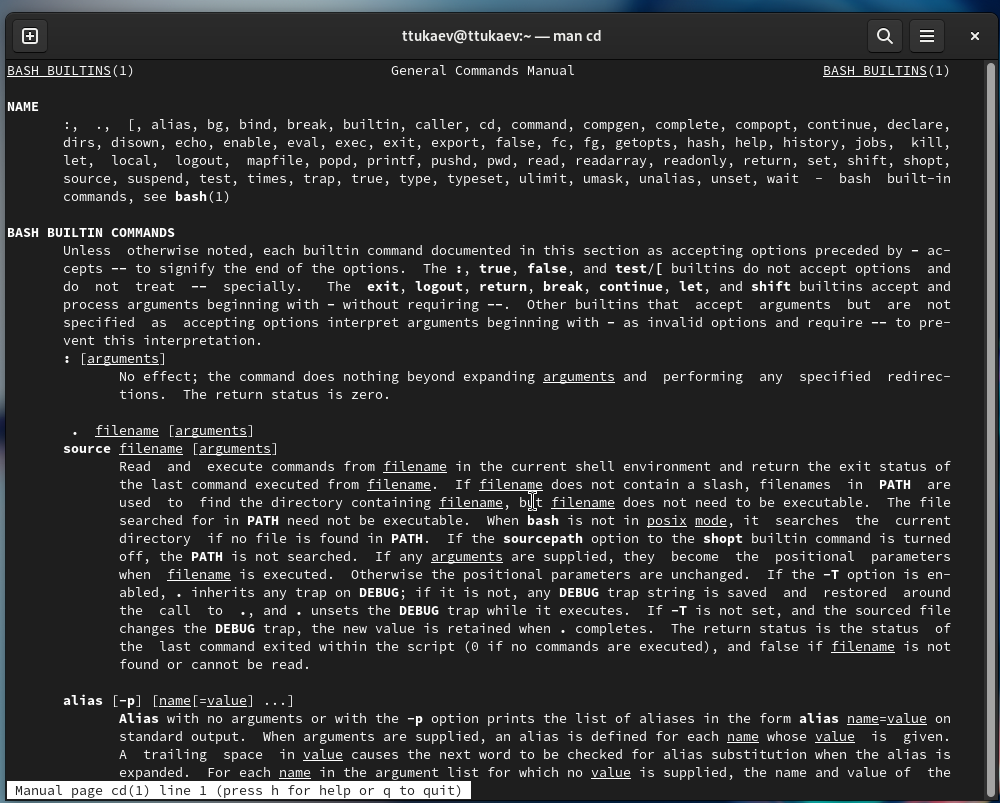 ttukaev@ttukaev:~ — man cd
BASH_BUILTINS(1) General Commands Manual BASH_BUILTINS(1)
NAME
:, ., [, alias, bg, bind, break, builtin, caller, cd, command, compgen, complete, compopt, continue, declare,
dirs, disown, echo, enable, eval, exec, exit, export, false, fc, fg, getopts, hash, help, history, jobs, kill,
let, local, logout, mapfile, popd, printf, pushd, pwd, read, readarray, readonly, return, set, shift, shopt,
source, suspend, test, times, trap, true, type, typeset, ulimit, umask, unalias, unset, wait - bash built-in
commands, see bash(1)
BASH BUILTIN COMMANDS
Unless otherwise noted, each builtin command documented in this section as accepting options preceded by - ac-
cepts -- to signify the end of the options. The :, true, false, and test/[ builtins do not accept options and
do not treat -- specially. The exit, logout, return, break, continue, let, and shift builtins accept and
process arguments beginning with - without requiring --. Other builtins that accept arguments but are not
specified as accepting options interpret arguments beginning with - as invalid options and require -- to pre-
vent this interpretation.
: [arguments]
No effect; the command does nothing beyond expanding arguments and performing any specified redirec-
tions. The return status is zero.
. filename [arguments]
source filename [arguments]
Read and execute commands from filename in the current shell environment and return the exit status of
the last command executed from filename. If filename does not contain a slash, filenames in PATH are
used to find the directory containing filename, but filename does not need to be executable. The file
searched for in PATH need not be executable. When bash is not in posix mode, it searches the current
directory if no file is found in PATH. If the sourcepath option to the shopt builtin command is turned
off, the PATH is not searched. If any arguments are supplied, they become the positional parameters
when filename is executed. Otherwise the positional parameters are unchanged. If the -T option is en-
abled, . inherits any trap on DEBUG; if it is not, any DEBUG trap string is saved and restored around
the call to ., and . unsets the DEBUG trap while it executes. If -T is not set, and the sourced file
changes the DEBUG trap, the new value is retained when . completes. The return status is the status of
the last command exited within the script (0 if no commands are executed), and false if filename is not
found or cannot be read.
alias [-p] [name[=value] ...]
Alias with no arguments or with the -p option prints the list of aliases in the form alias name=value on
standard output. When arguments are supplied, an alias is defined for each name whose value is given.
A trailing space in value causes the next word to be checked for alias substitution when the alias is
expanded. For each name in the argument list for which no value is supplied, the name and value of the
Manual page cd(1) line 1 (press h for help or q to quit)